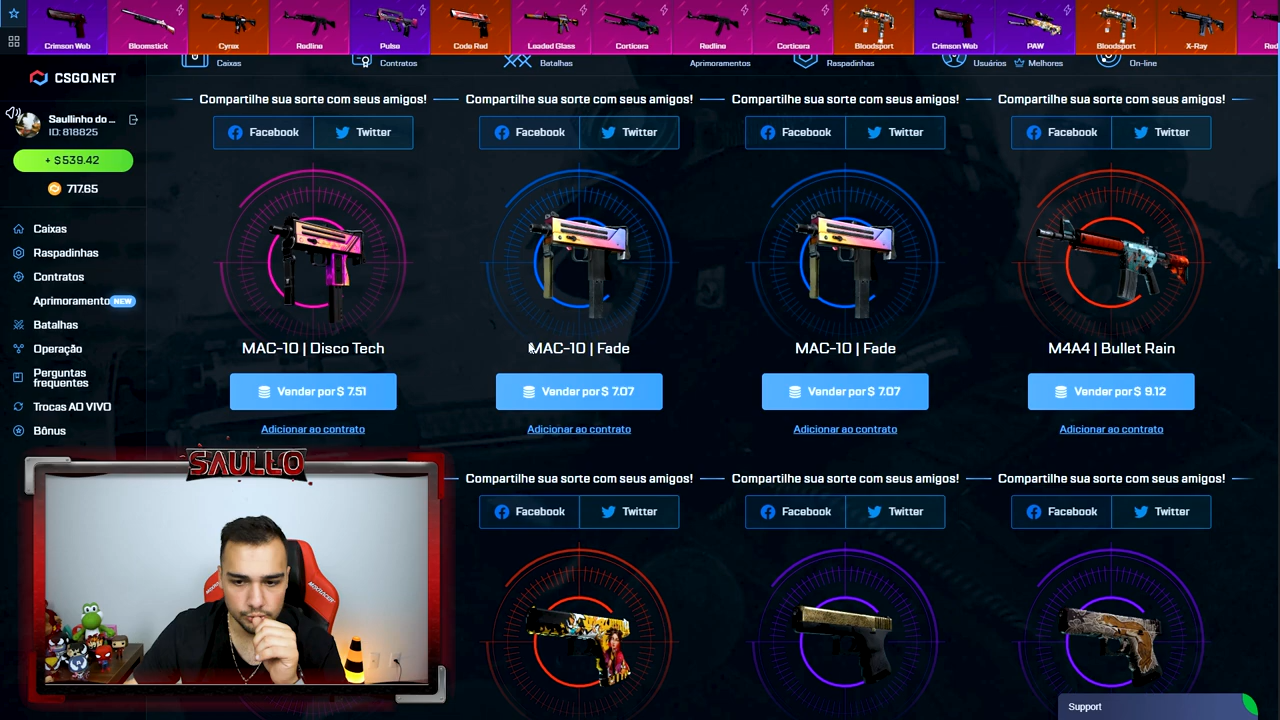 Crimson Web
Bloomstick
Cyrex
Redline
Pulse
Code Red
Leaded Glass
Corticera
Redline
Corticera
Bloodsport
Crimson Web
PAW
Bloodsport
X-Ray
Red
CSGO.NET
Caixas
Contratos
Batalhas
Aprimoramentos
Raspadinhas
Usuários
Melhores
On-line
Saullinho do ...
ID: 818825
+ $ 539.42
717.65
Caixas
Raspadinhas
Contratos
Aprimoramento NEW
Batalhas
Operação
Perguntas
frequentes
Trocas AO VIVO
Bônus
Compartilhe sua sorte com seus amigos!
Facebook
Twitter
MAC-10 | Disco Tech
Vender por $ 7.51
Adicionar ao contrato
Compartilhe sua sorte com seus amigos!
Facebook
Twitter
MAC-10 | Fade
Vender por $ 7.07
Adicionar ao contrato
Compartilhe sua sorte com seus amigos!
Facebook
Twitter
MAC-10 | Fade
Vender por $ 7.07
Adicionar ao contrato
Compartilhe sua sorte com seus amigos!
Facebook
Twitter
M4A4 | Bullet Rain
Vender por $ 9.12
Adicionar ao contrato
SAULLO
Compartilhe sua sorte com seus amigos!
Facebook
Twitter
Compartilhe sua sorte com seus amigos!
Facebook
Twitter
Compartilhe sua sorte com seus amigos!
Facebook
Twitter
Support